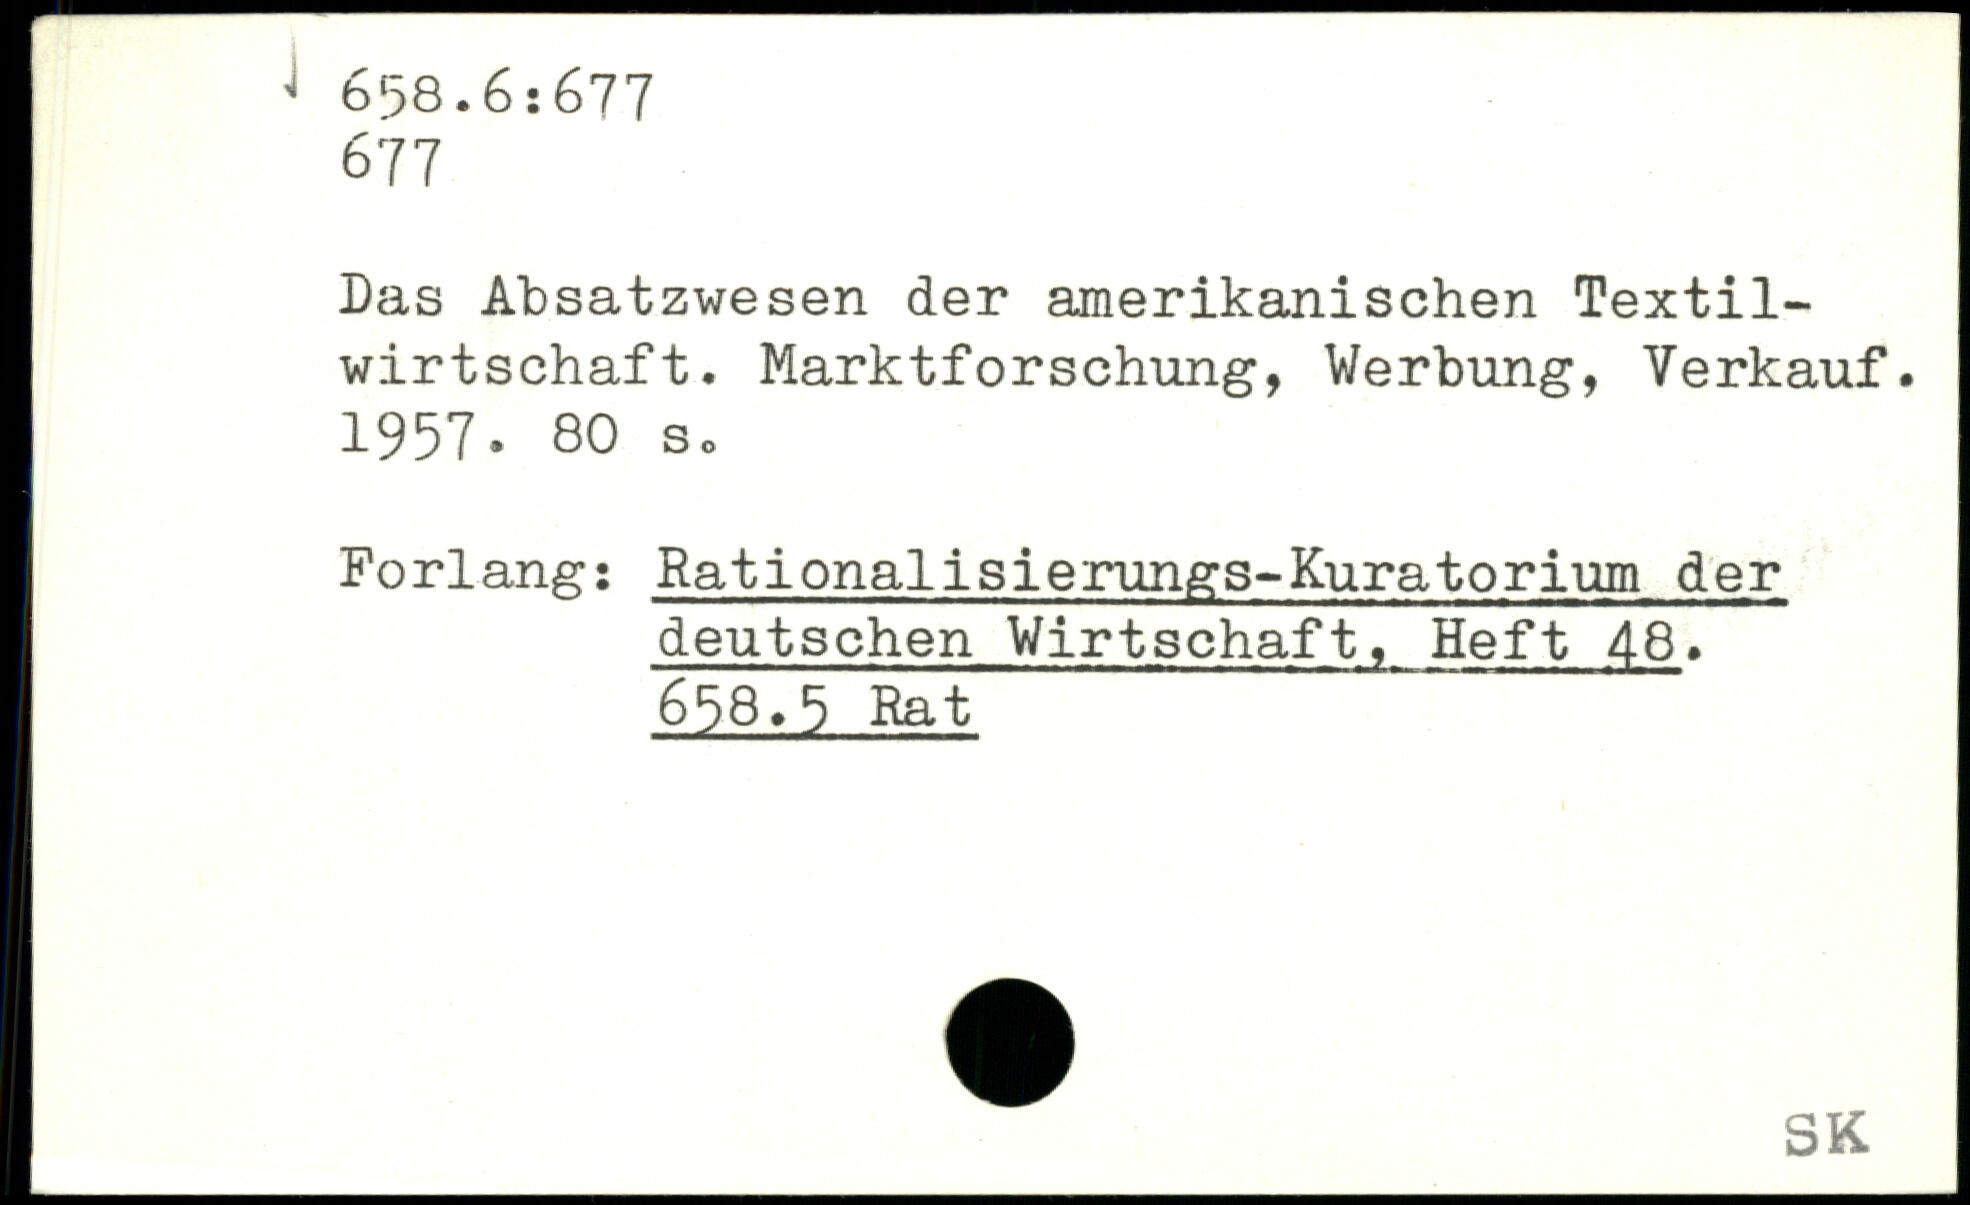 658.6:677
677
Das Absatzwesen der amerikanischen Textil-
wirtschaft. Marktforschung, Werbung, Verkauf.
1957. 80 s.
Forlang: Rationalisierungs-Kuratorium der
deutschen Wirtschaft, Heft 48.
658.5 Rat
SK